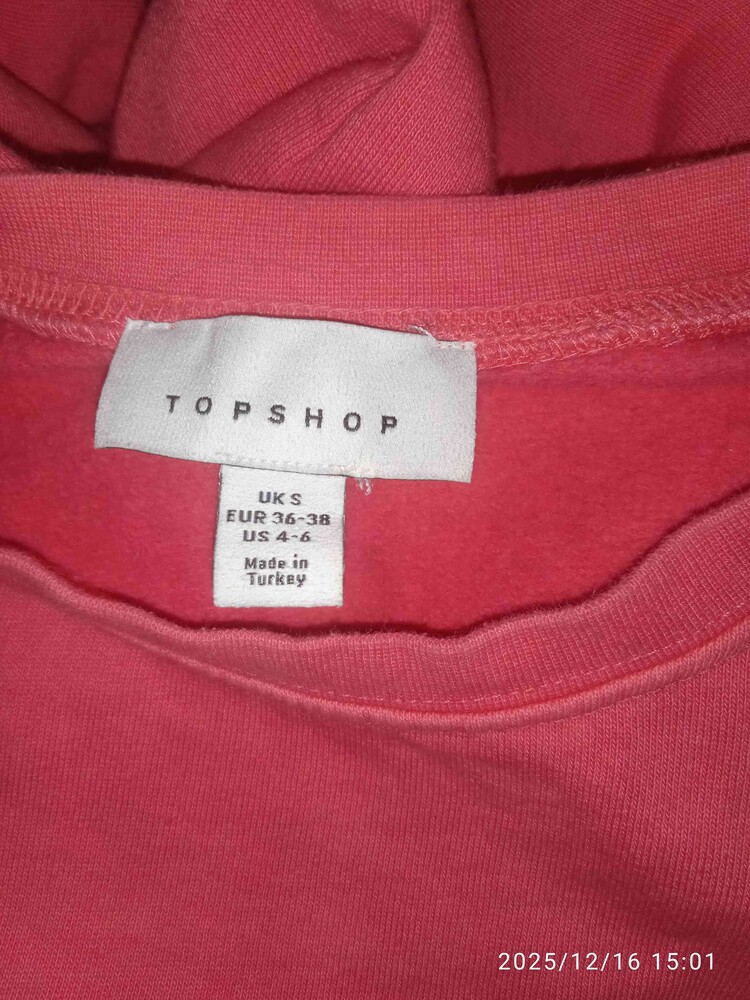 TOPSHOP
UK S
EUR 36-38
US 4-6
Made in
Turkey
2025/12/16 15:01